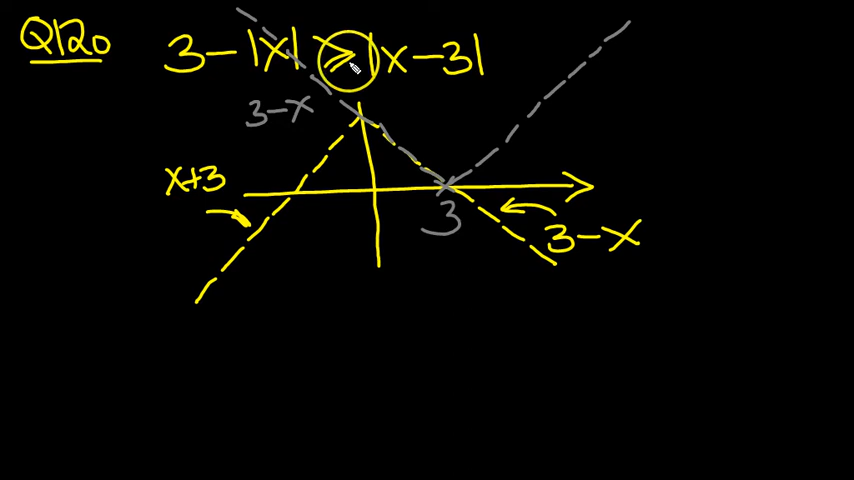 Q120
3-|x| ≥ |x-3|
3-x
x+3
3
3-x